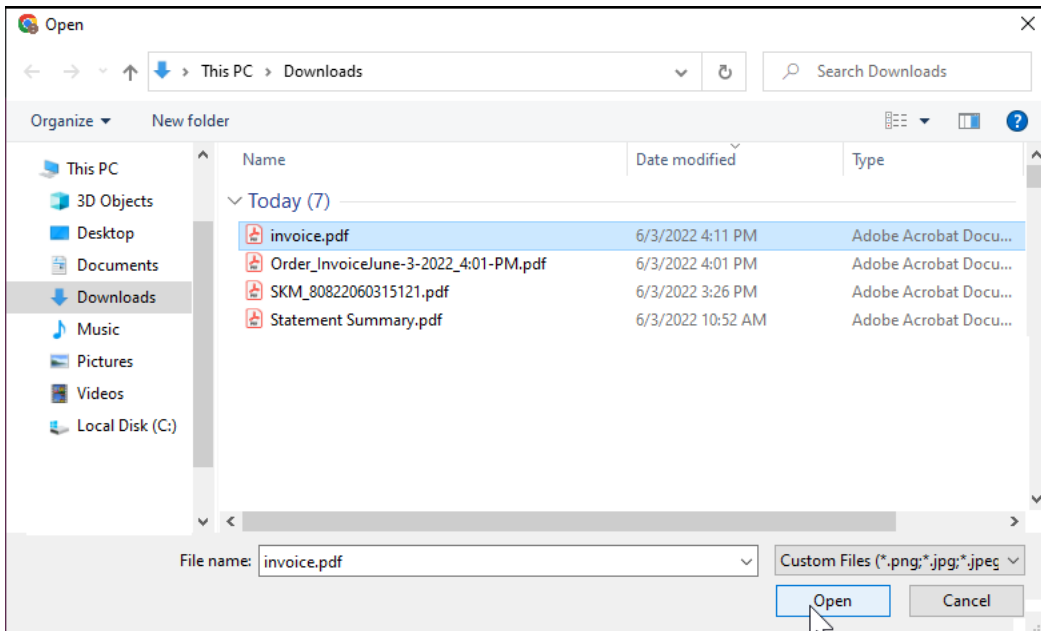 Open
This PC > Downloads
Search Downloads
Organize
New folder
This PC
3D Objects
Desktop
Documents
Downloads
Music
Pictures
Videos
Local Disk (C:)
Name Date modified Type
Today (7)
invoice.pdf 6/3/2022 4:11 PM Adobe Acrobat Docu...
Order_InvoiceJune-3-2022_4:01-PM.pdf 6/3/2022 4:01 PM Adobe Acrobat Docu...
SKM_80822060315121.pdf 6/3/2022 3:26 PM Adobe Acrobat Docu...
Statement Summary.pdf 6/3/2022 10:52 AM Adobe Acrobat Docu...
File name: invoice.pdf Custom Files (*.png;*.jpg;*.jpeg
Open Cancel